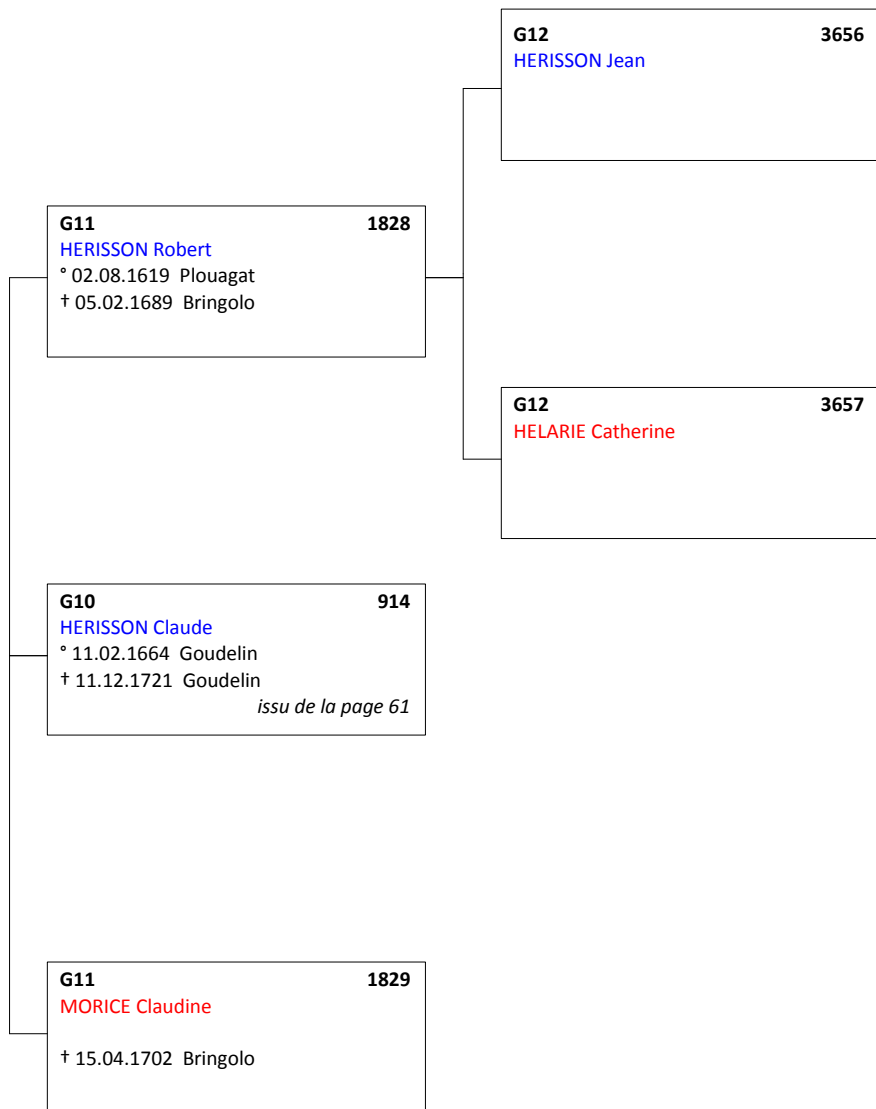 G12 3656
HERISSON Jean
G11 1828
HERISSON Robert
° 02.08.1619 Plouagat
† 05.02.1689 Bringolo
G12 3657
HELARIE Catherine
G10 914
HERISSON Claude
° 11.02.1664 Goudelin
† 11.12.1721 Goudelin
issu de la page 61
G11 1829
MORICE Claudine
† 15.04.1702 Bringolo